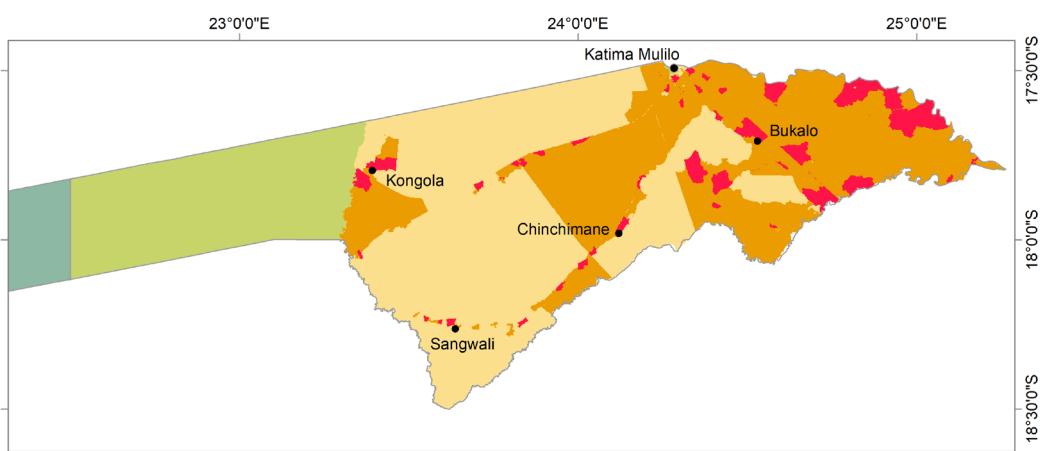 23°0'0"E
24°0'0"E
25°0'0"E
Katima Mulilo
17°30'0"S
Bukalo
Kongola
Chinchimane
18°0'0"S
Sangwali
18°30'0"S